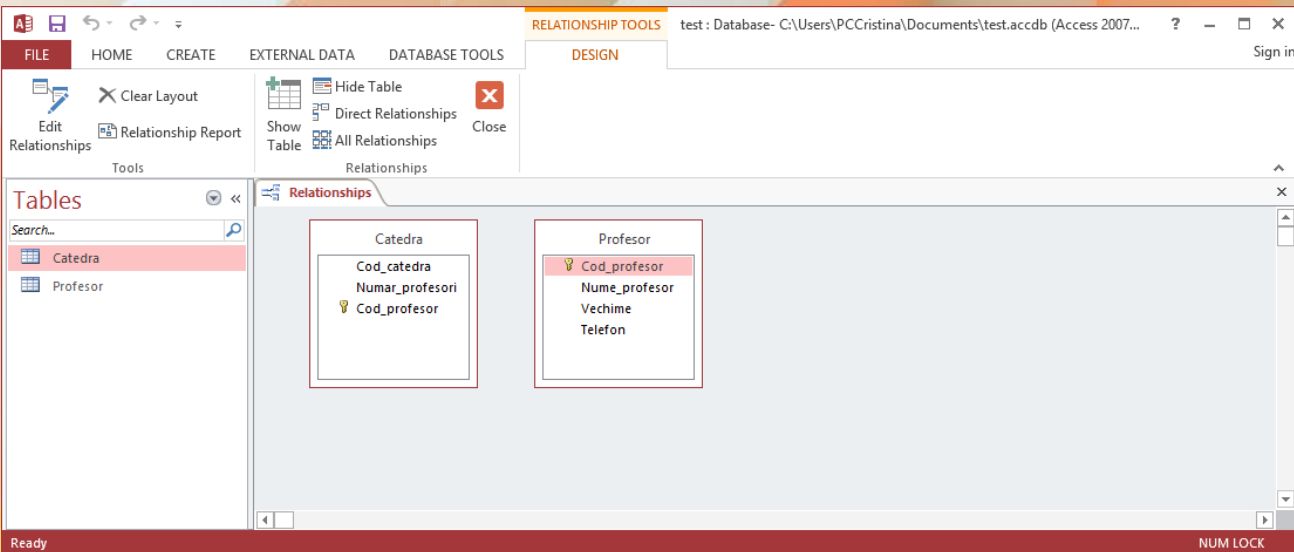 RELATIONSHIP TOOLS test : Database- C:\Users\PCCristina\Documents\test.accdb (Access 2007... ?
FILE HOME CREATE EXTERNAL DATA DATABASE TOOLS DESIGN Sign in
Edit Relationships
Clear Layout
Relationship Report
Tools
Show Table
Hide Table
Direct Relationships
All Relationships
Close
Relationships
Tables
Search...
Catedra
Profesor
Relationships
Catedra
Cod_catedra
Numar_profesori
Cod_profesor
Profesor
Cod_profesor
Nume_profesor
Vechime
Telefon
Ready NUM LOCK